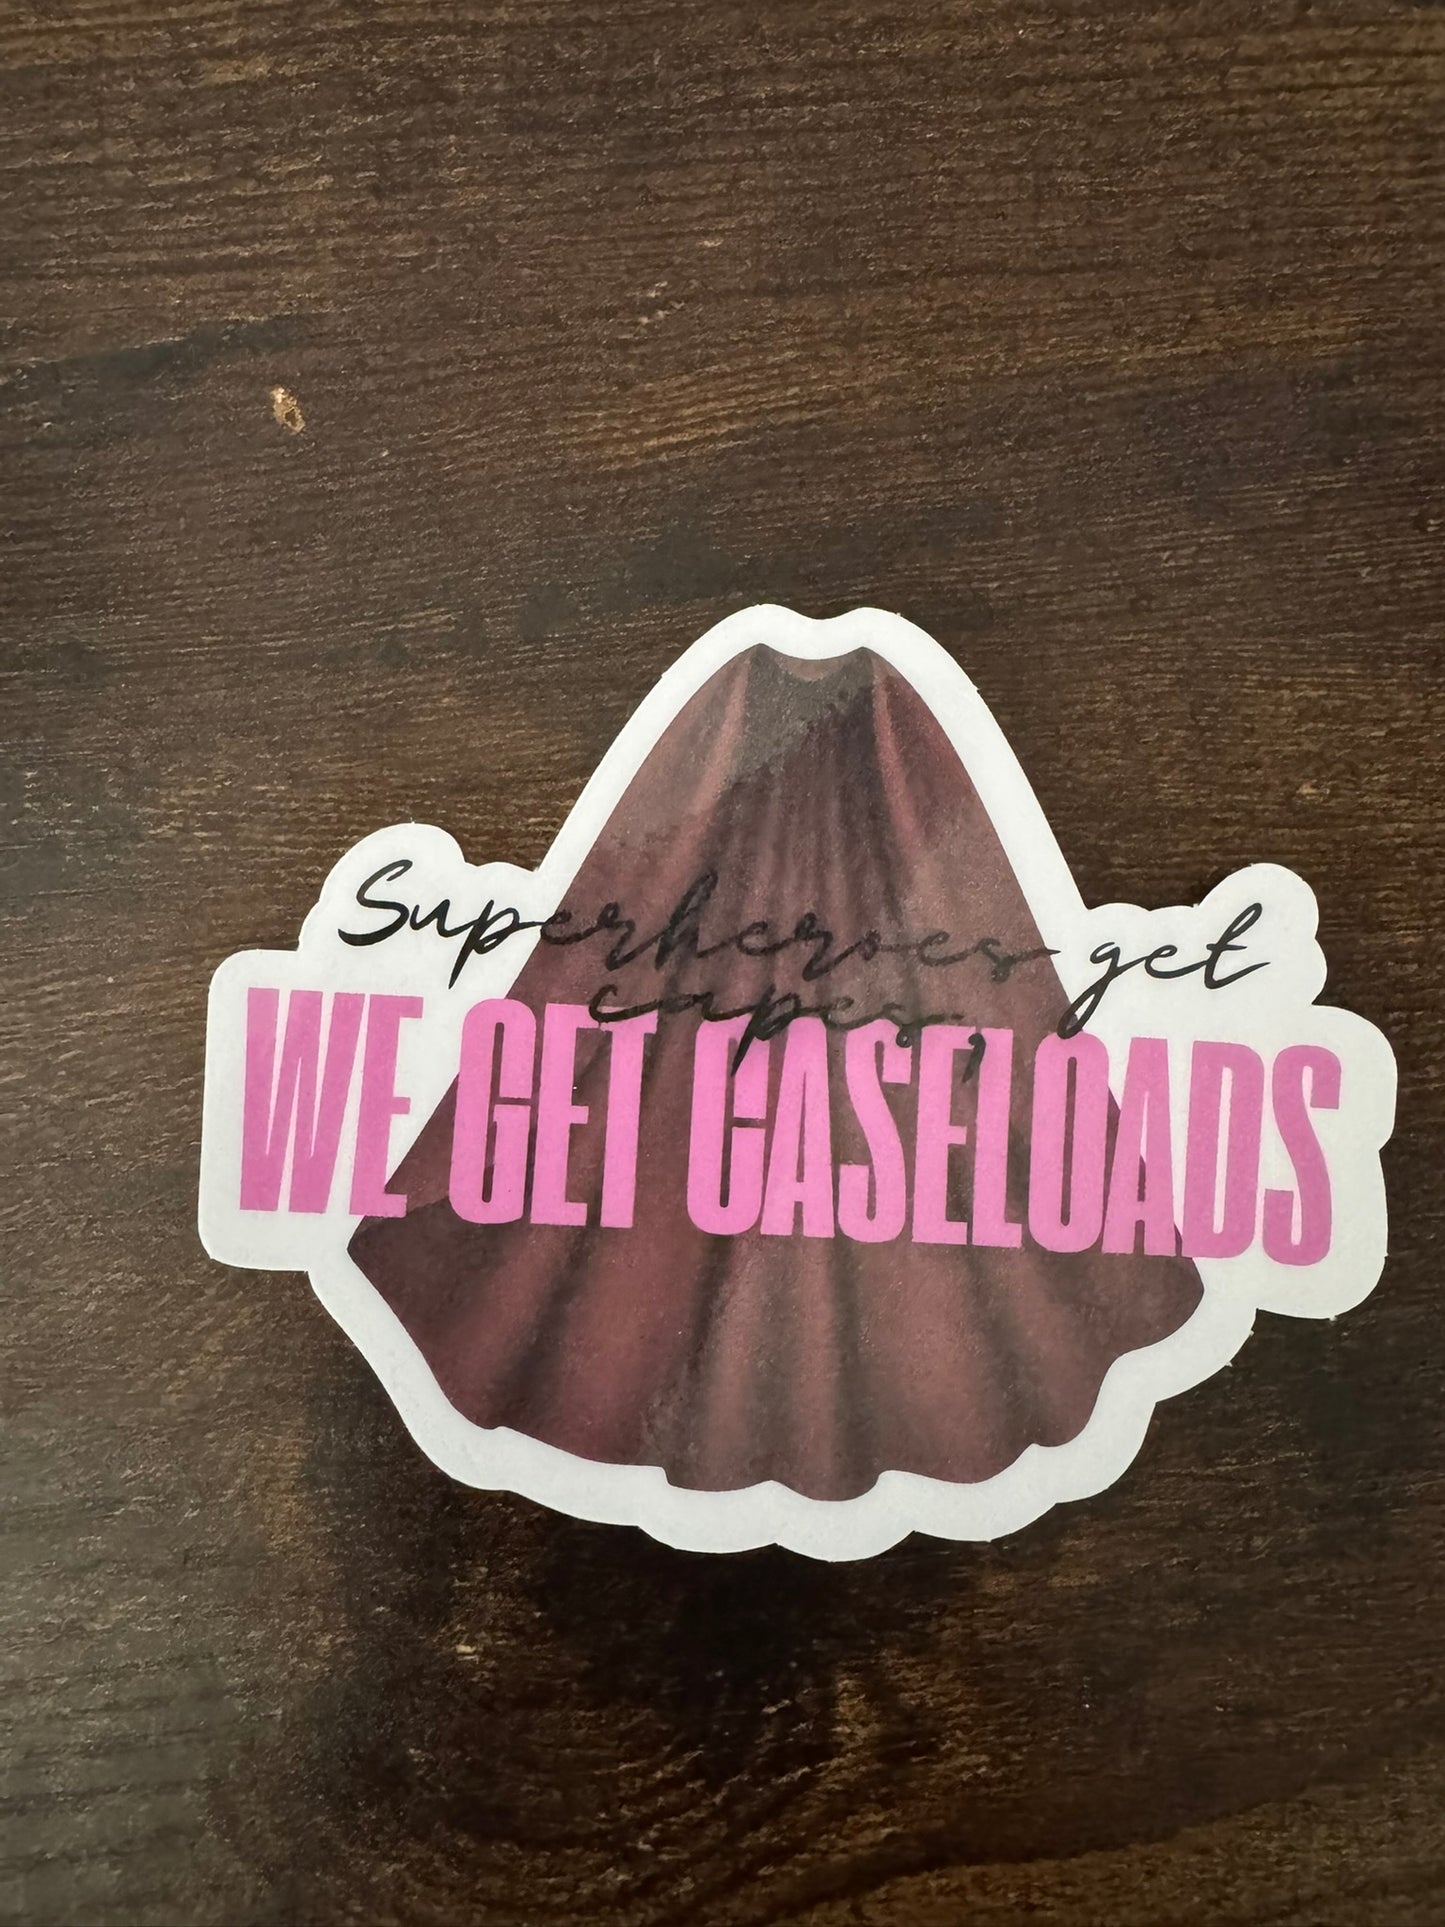 Superheroes get
capes,
WE GET CASELOADS